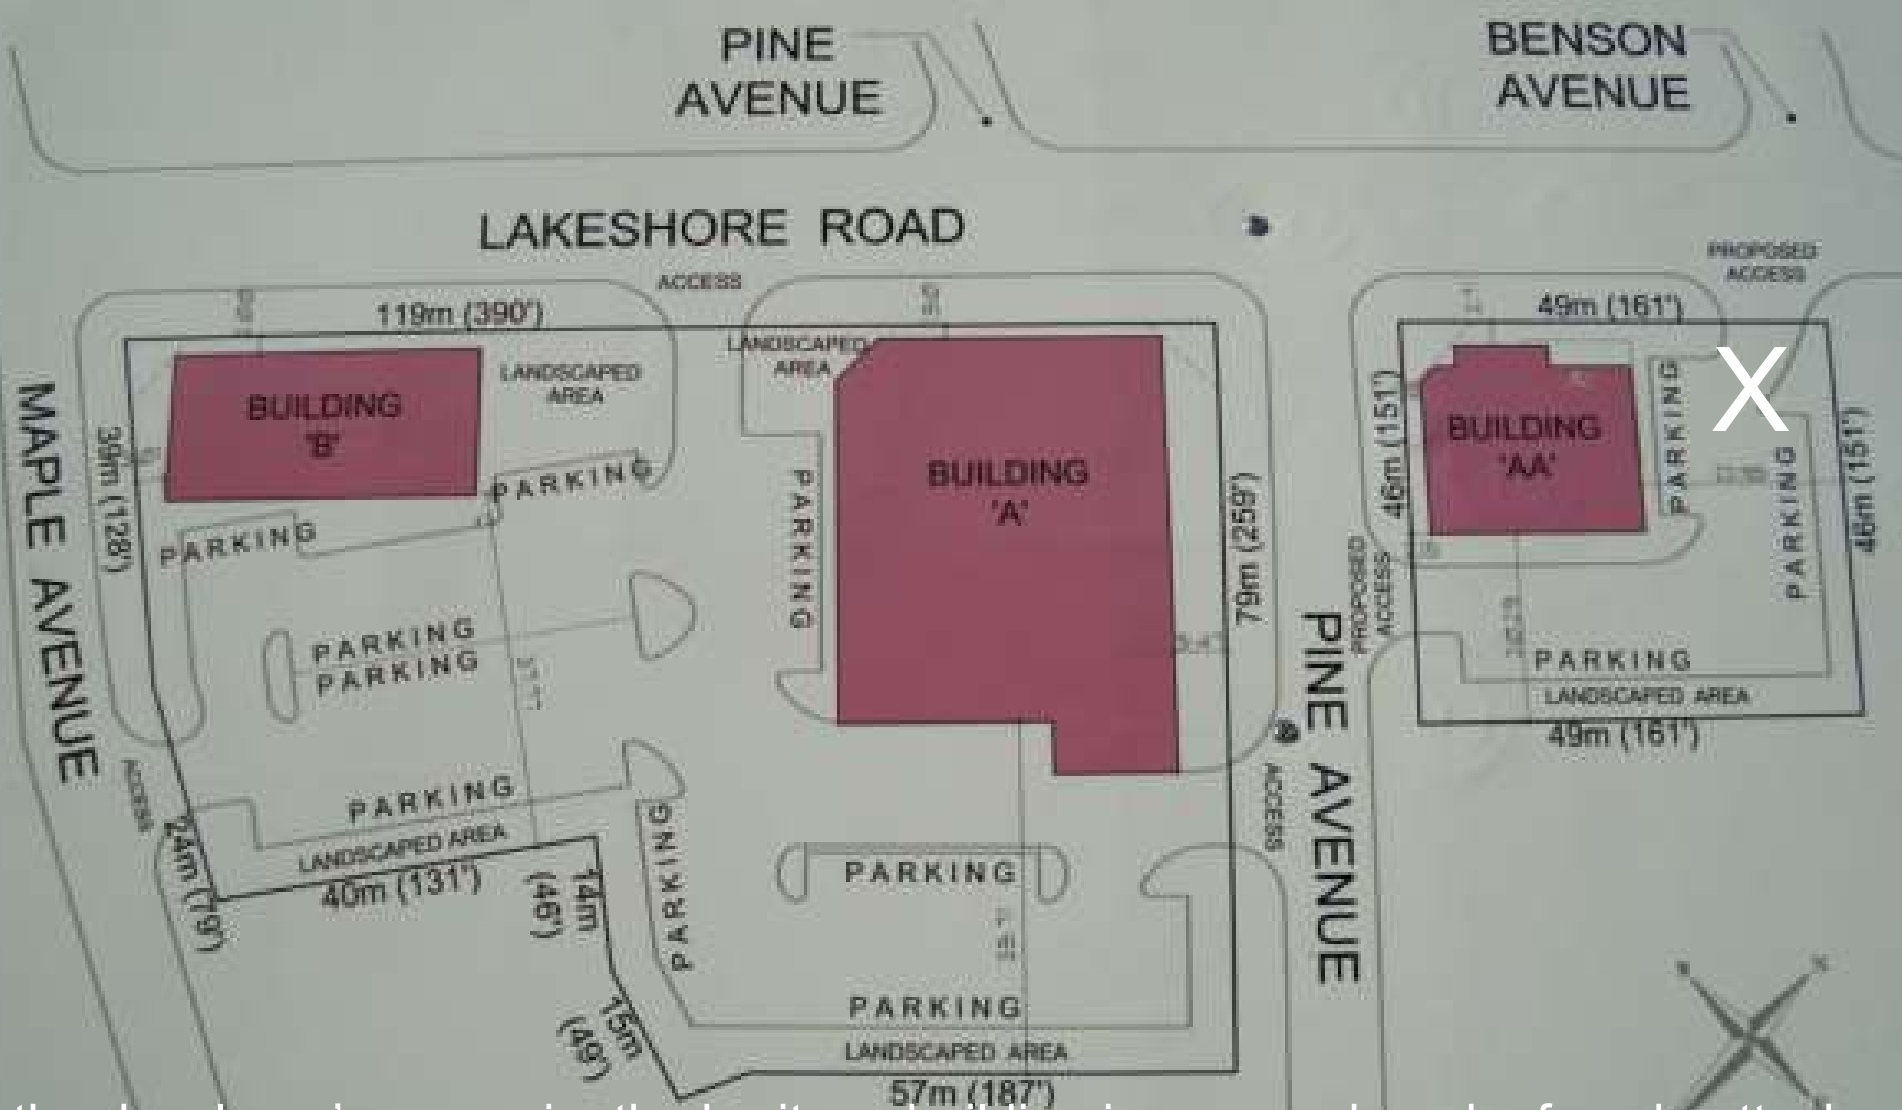 PINE
AVENUE
BENSON
AVENUE
LAKESHORE ROAD
ACCESS
PROPOSED
ACCESS
119m (390')
49m (161')
LANDSCAPED
AREA
LANDSCAPED
AREA
BUILDING
'B'
BUILDING
'A'
BUILDING
'AA'
X
MAPLE AVENUE
39m (128')
PARKING
PARKING
PARKING
79m (259')
46m (151')
PARKING
PARKING
46m (151')
PROPOSED
ACCESS
PARKING
PARKING
PARKING
LANDSCAPED AREA
49m (161')
PINE AVENUE
ACCESS
ACCESS
PARKING
LANDSCAPED AREA
24m (79')
40m (131')
14m
(46')
PARKING
PARKING
15m
(49')
PARKING
LANDSCAPED AREA
57m (187')